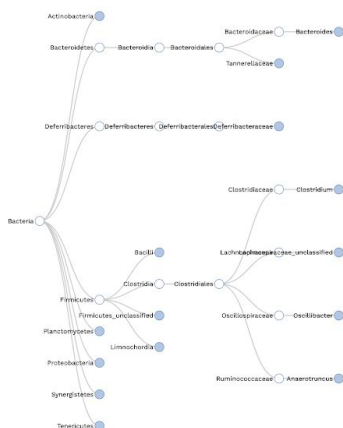 Actinobacteria
Bacteroidaceae
Bacteroides
Bacteroidetes
Bacteroidia
Bacteroidales
Tannerellaceae
Deferribacteres
Deferribacteres
Deferribacterales
Deferribacteraceae
Clostridiaceae
Clostridium
Bacteria
Bacilli
Lachnospiraceae_unclassified
Clostridia
Clostridiales
Firmicutes
Firmicutes_unclassified
Oscillospiraceae
Oscillibacter
Planctomycetes
Limnochordia
Proteobacteria
Ruminococcaceae
Anaerotruncus
Synergistetes
Tenericutes